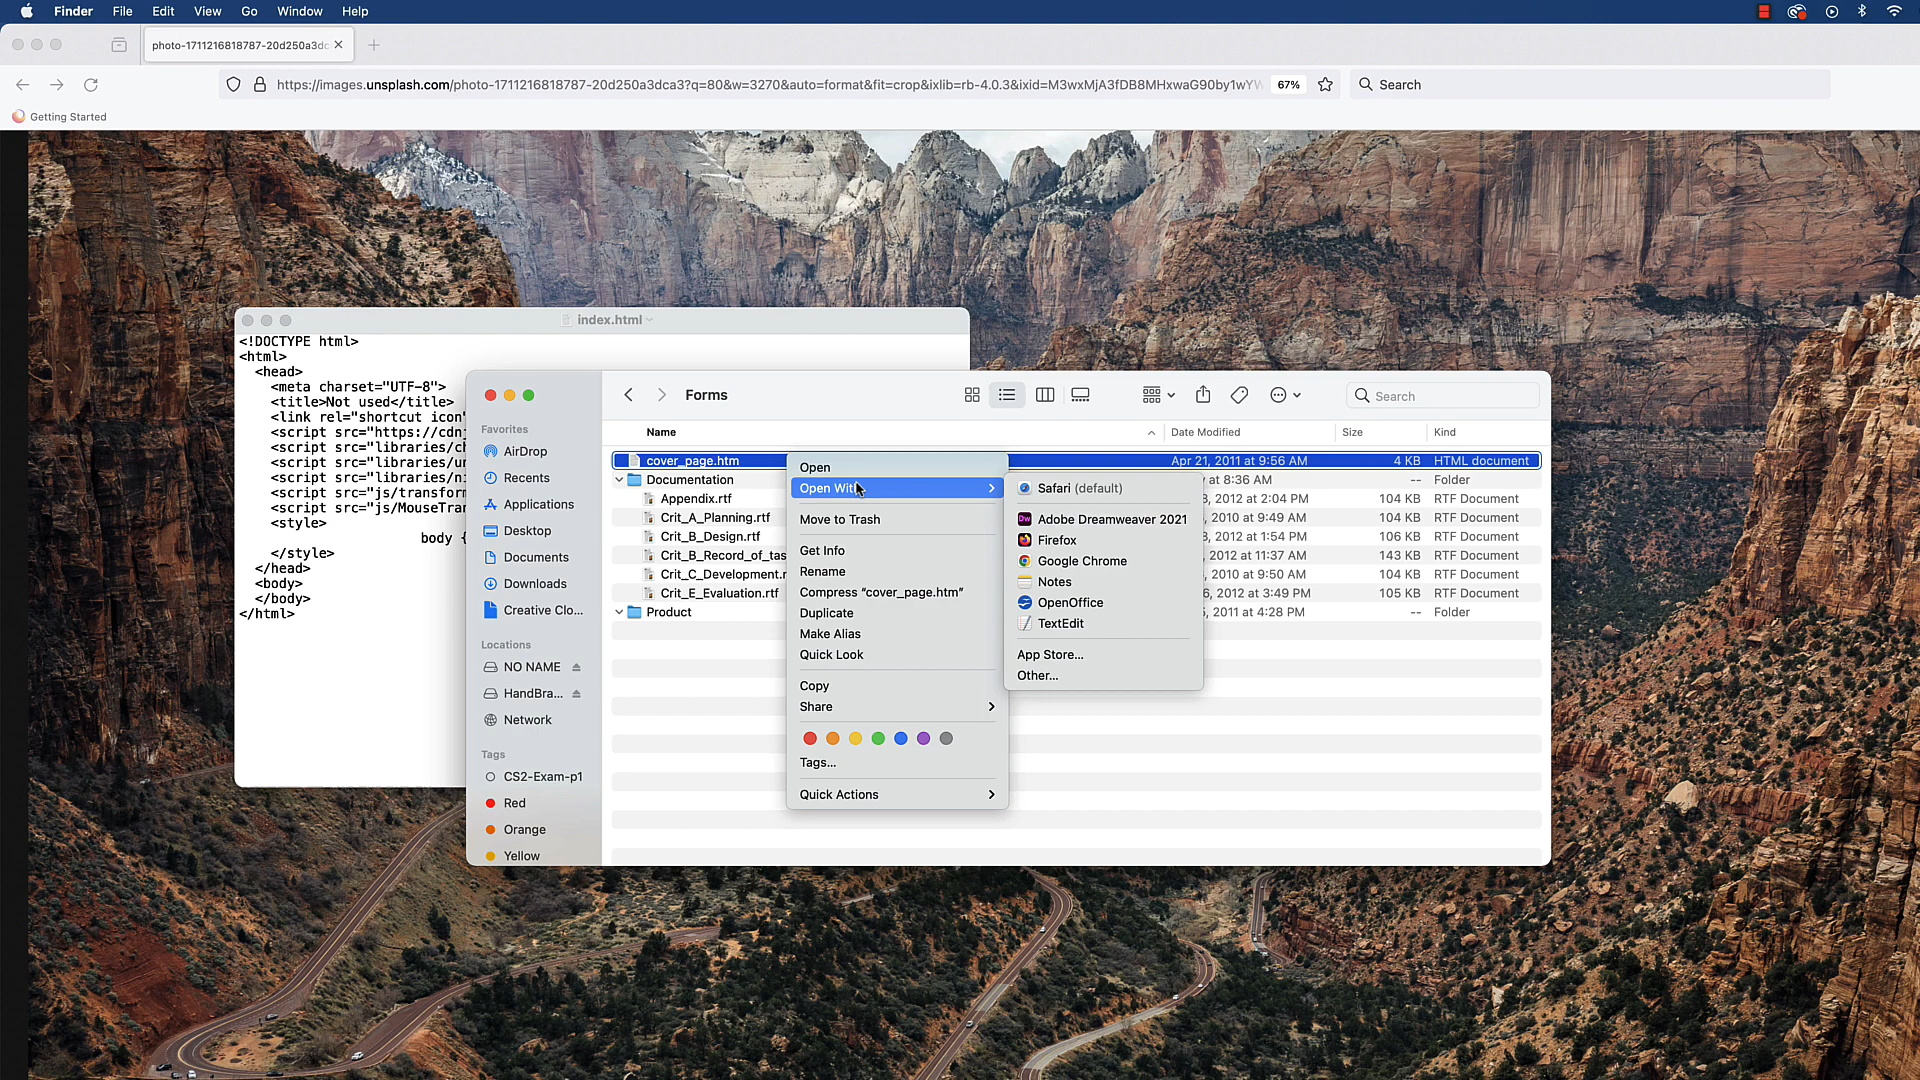 Finder File Edit View Go Window Help
photo-1711216818787-20d250a3dc
https://images.unsplash.com/photo-1711216818787-20d250a3dca3?q=80&w=3270&auto=format&fit=crop&ixlib=rb-4.0.3&ixid=M3wxMjA3fDB8MHxwaG90by1wYW 67% Search
Getting Started
index.html
<!DOCTYPE html>
<html>
<head>
<meta charset="UTF-8">
<title>Not used</title>
<link rel="shortcut icon"
<script src="https://cdn
<script src="libraries/c
<script src="libraries/u
<script src="libraries/n
<script src="js/transfor
<script src="js/MouseTra
<style>
body {
</style>
</head>
<body>
</body>
</html>
Forms
Search
Favorites
AirDrop
Recents
Applications
Desktop
Documents
Downloads
Creative Clo...
Locations
NO NAME
HandBra...
Network
Tags
CS2-Exam-p1
Red
Orange
Yellow
Name Date Modified Size Kind
cover_page.htm Apr 21, 2011 at 9:56 AM 4 KB HTML document
Documentation at 8:36 AM -- Folder
Appendix.rtf 2012 at 2:04 PM 104 KB RTF Document
Crit_A_Planning.rtf 2010 at 9:49 AM 104 KB RTF Document
Crit_B_Design.rtf 2012 at 1:54 PM 106 KB RTF Document
Crit_B_Record_of_tas 2012 at 11:37 AM 143 KB RTF Document
Crit_C_Development.r 2010 at 9:50 AM 104 KB RTF Document
Crit_E_Evaluation.rtf 2012 at 3:49 PM 105 KB RTF Document
Product 2011 at 4:28 PM -- Folder
Open
Open With
Move to Trash
Get Info
Rename
Compress “cover_page.htm”
Duplicate
Make Alias
Quick Look
Copy
Share
Tags...
Quick Actions
Safari (default)
Adobe Dreamweaver 2021
Firefox
Google Chrome
Notes
OpenOffice
TextEdit
App Store...
Other...